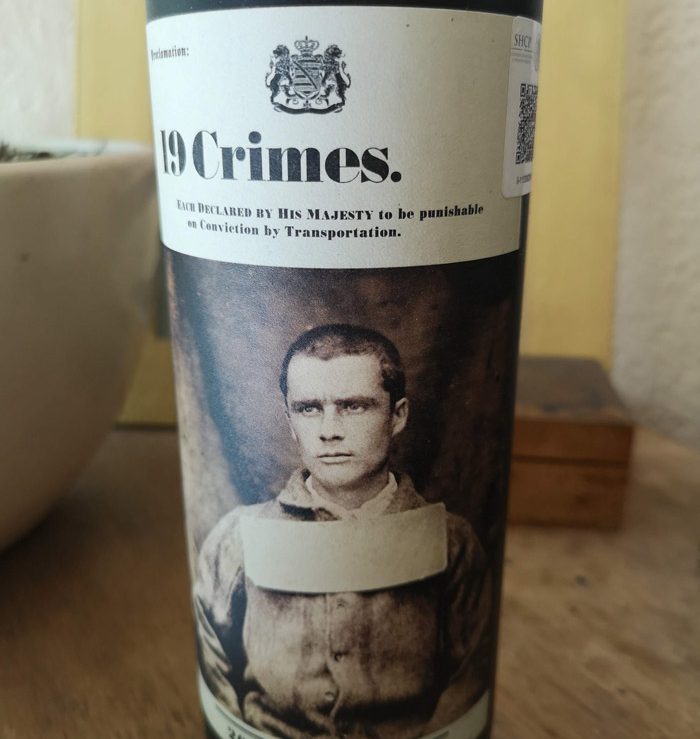 Proclamation:
19 Crimes.
EACH DECLARED BY HIS MAJESTY to be punishable
on Conviction by Transportation.
SHCP